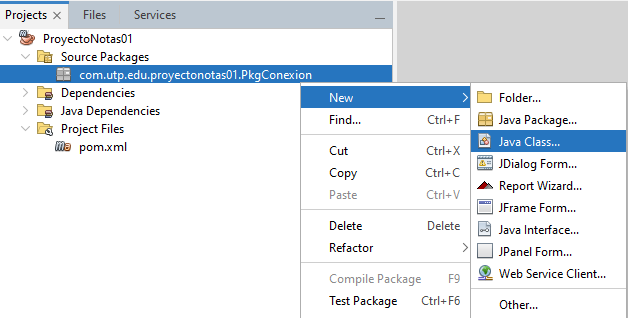 Projects × Files Services
ProyectoNotas01
Source Packages
com.utp.edu.proyectonotas01.PkgConexion
Dependencies
Java Dependencies
Project Files
pom.xml
New
Find... Ctrl+F
Cut Ctrl+X
Copy Ctrl+C
Paste Ctrl+V
Delete Delete
Refactor
Compile Package F9
Test Package Ctrl+F6
Folder...
Java Package...
Java Class...
JDialog Form...
Report Wizard...
JFrame Form...
Java Interface...
JPanel Form...
Web Service Client...
Other...